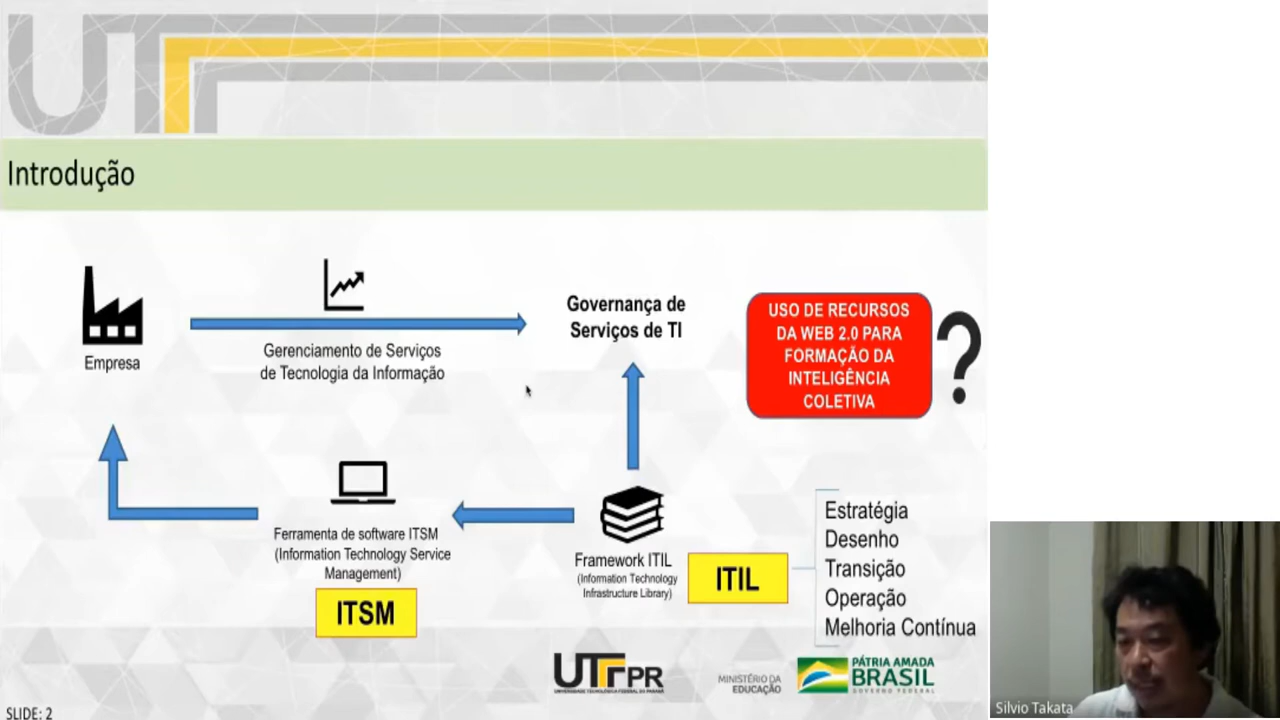 UT
Introdução
Governança de
Serviços de TI
USO DE RECURSOS
DA WEB 2.0 PARA
FORMAÇÃO DA
INTELIGÊNCIA
COLETIVA
?
Empresa
Gerenciamento de Serviços
de Tecnologia da Informação
Ferramenta de software ITSM
(Information Technology Service
Management)
ITSM
Framework ITIL
(Information Technology
Infrastructure Library)
ITIL
Estratégia
Desenho
Transição
Operação
Melhoria Contínua
UTFPR
UNIVERSIDADE TECNOLÓGICA FEDERAL DO PARANÁ
MINISTÉRIO DA
EDUCAÇÃO
PÁTRIA AMADA
BRASIL
GOVERNO FEDERAL
SLIDE: 2
Silvio Takata